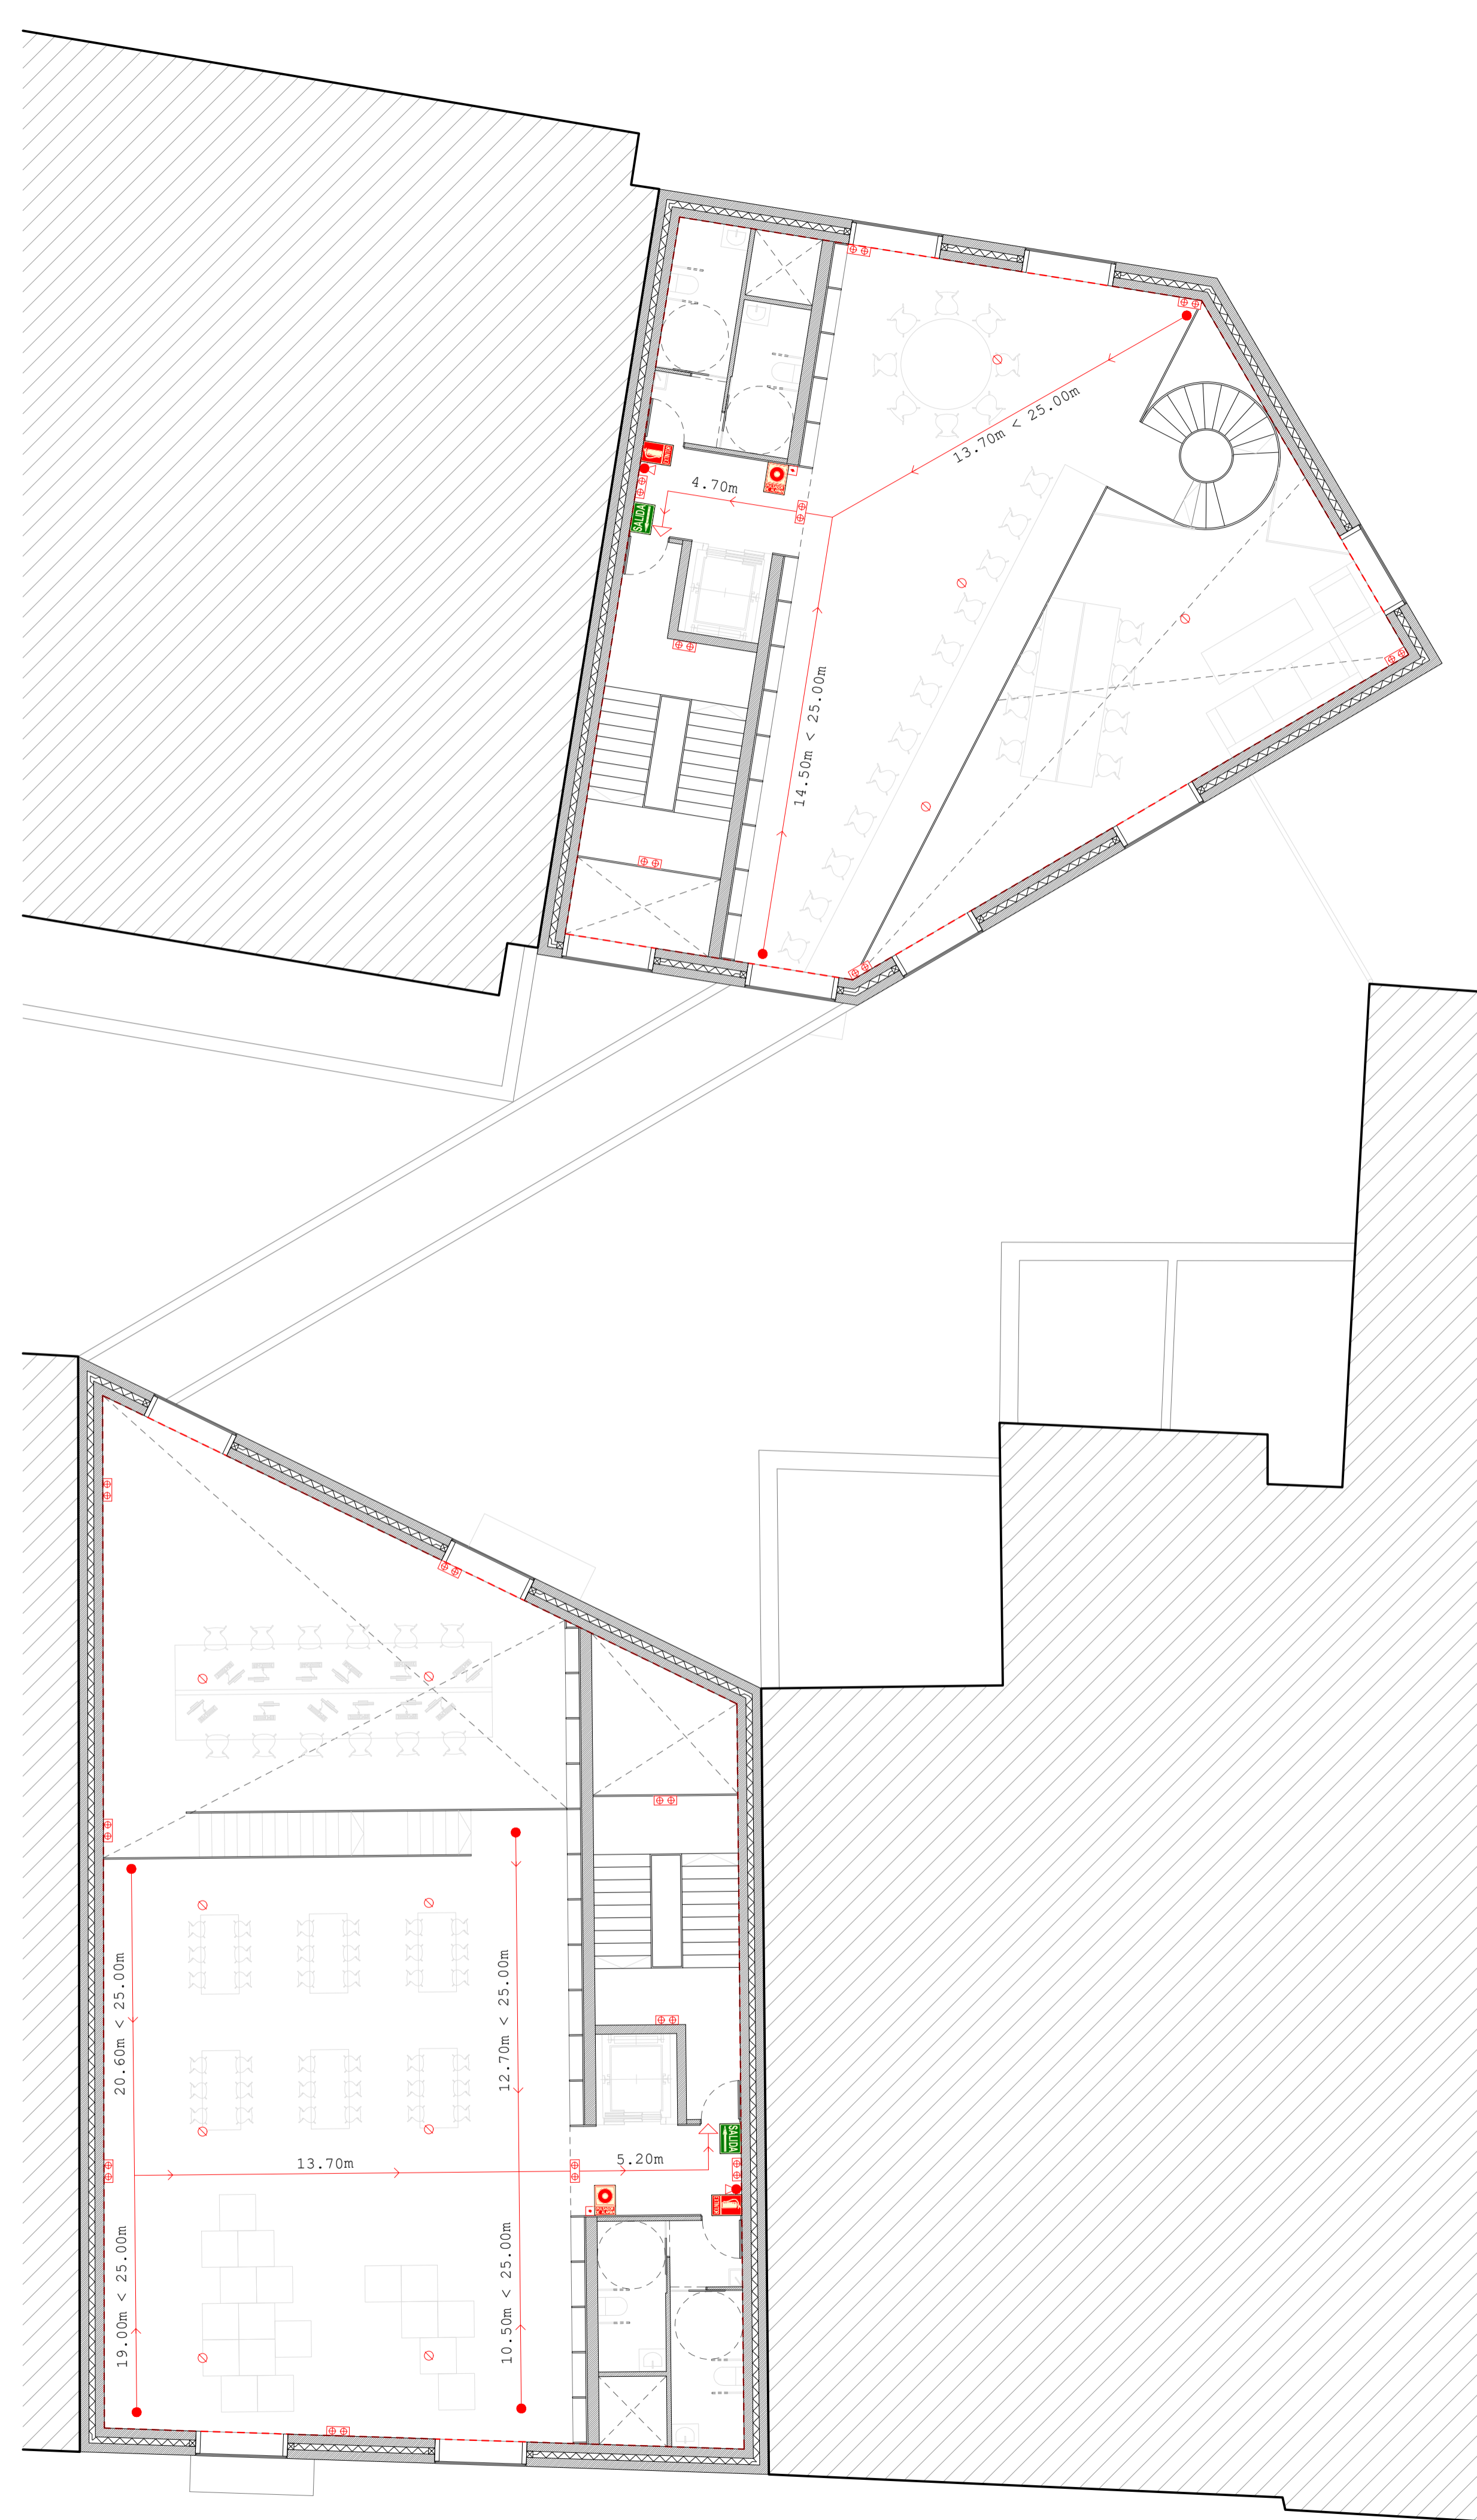 13.70m < 25.00m
4.70m
SALIDA
14.50m < 25.00m
20.60m < 25.00m
12.70m < 25.00m
SALIDA
13.70m
5.20m
19.00m < 25.00m
10.50m < 25.00m